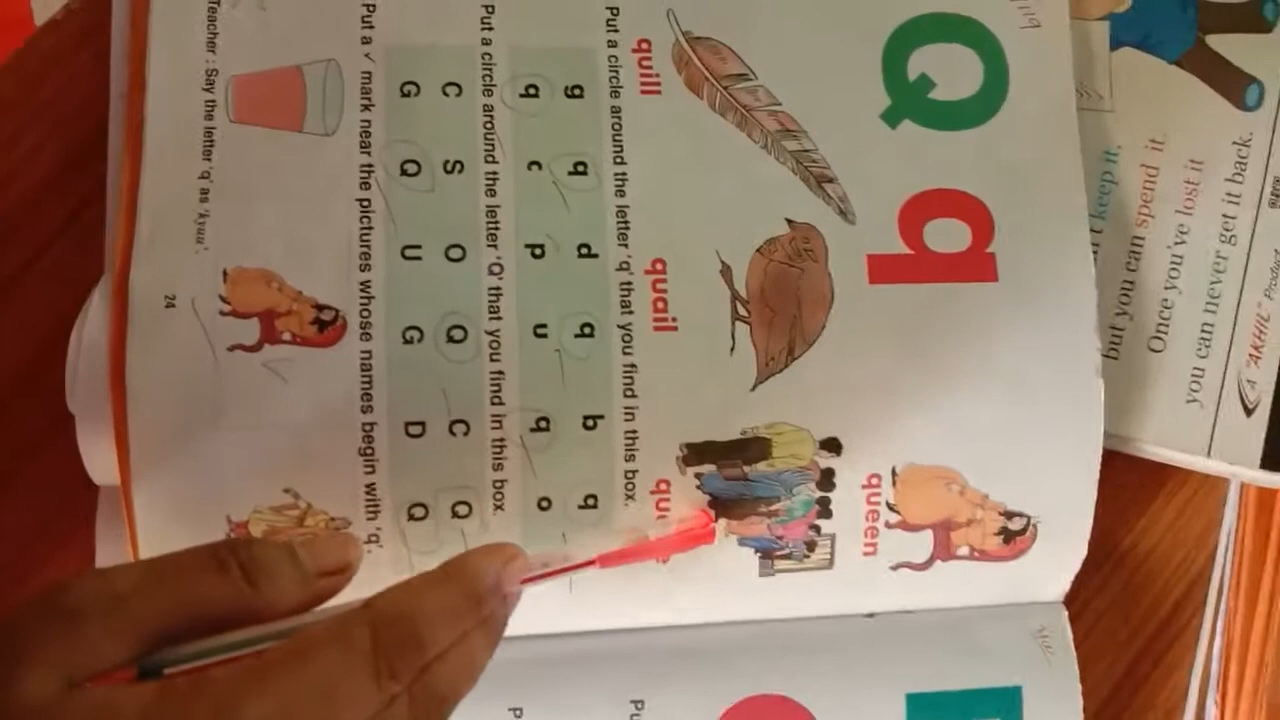 Q q
queen
quill quail
Put a circle around the letter 'q' that you find in this box.
g q d q b q
q c p u q o
Put a circle around the letter 'Q' that you find in this box.
C S O Q C Q
G Q U G D Q
Put a ✓ mark near the pictures whose names begin with 'q'.
Teacher : Say the letter 'q' as 'kyuu'.
24
keep it,
but you can spend it.
Once you've lost it
you can never get it back.
A "AKHIL" Product